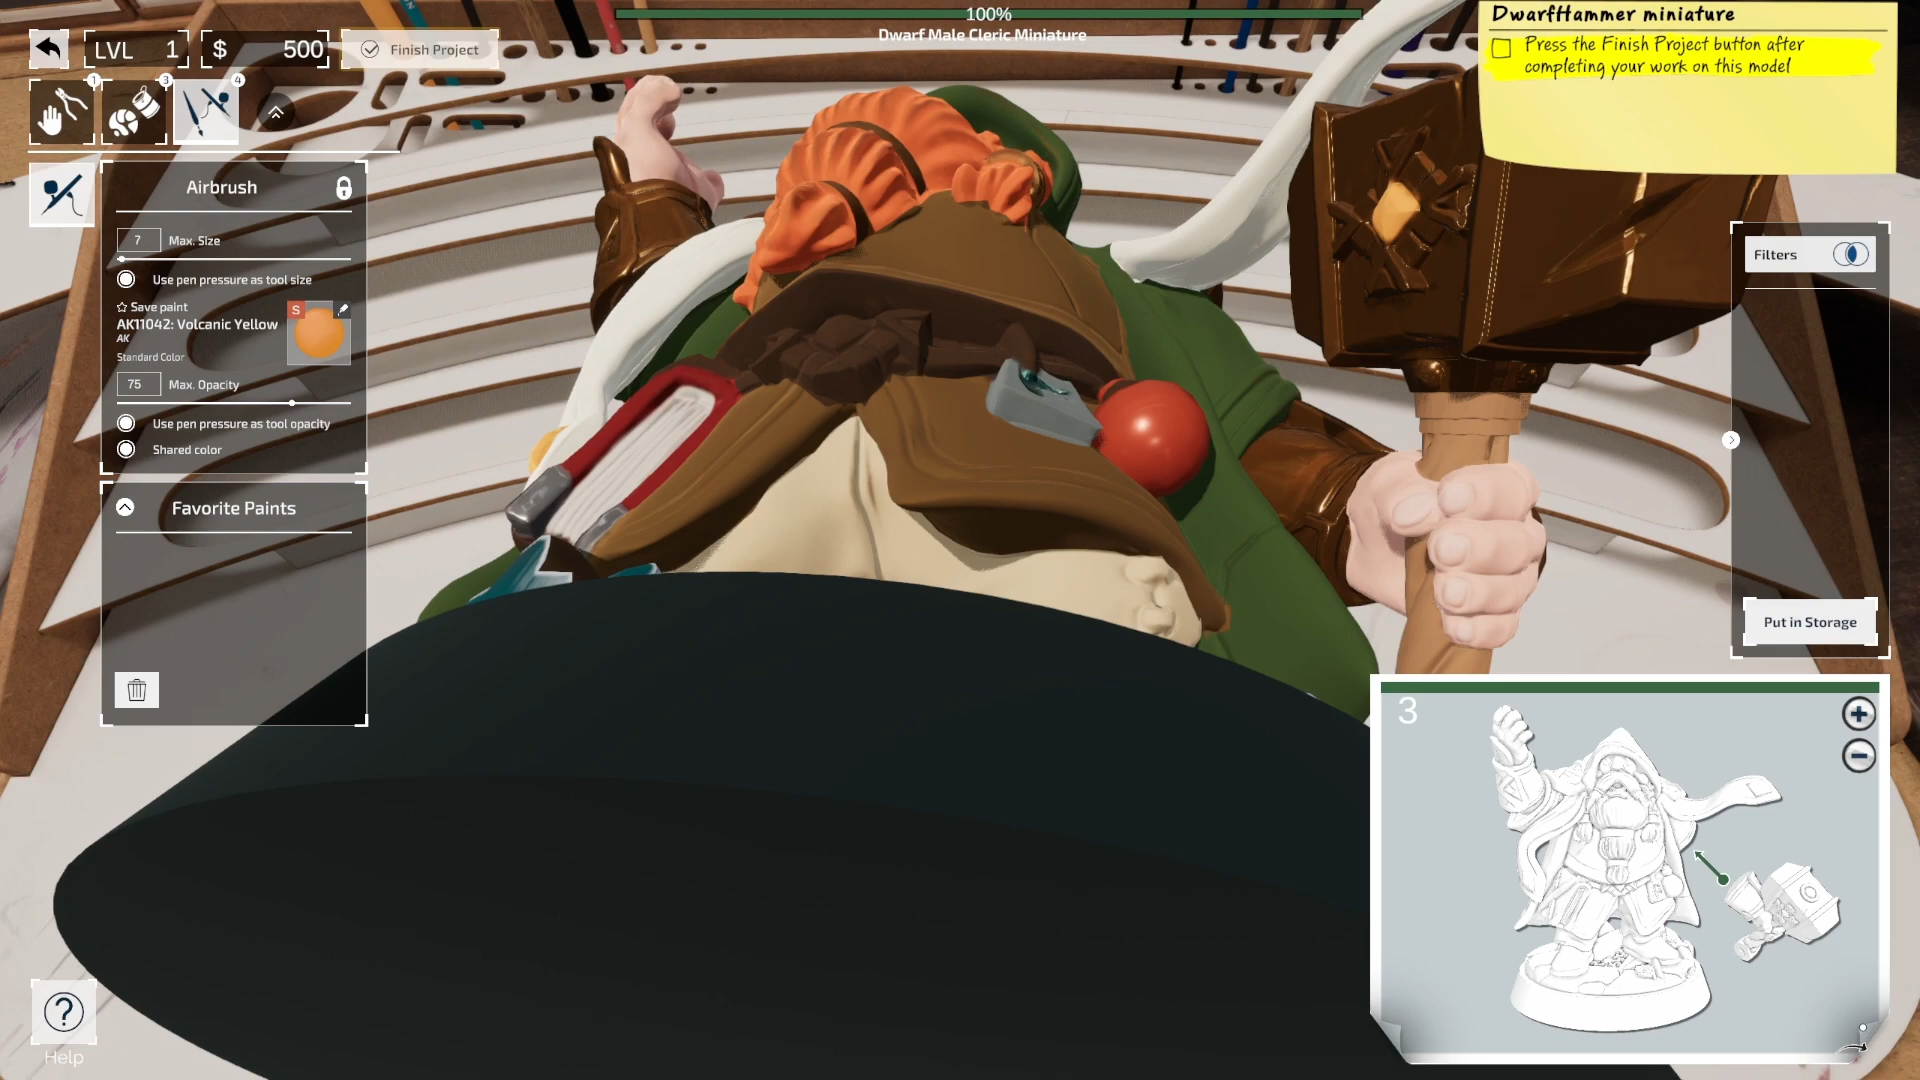 100%
Dwarf Male Cleric Miniature
LVL 1
$ 500
Finish Project
1
3
4
DwarfHammer miniature
Press the Finish Project button after
completing your work on this model
Airbrush
7 Max. Size
Use pen pressure as tool size
Save paint
AK11042: Volcanic Yellow
AK
Standard Color
S
75 Max. Opacity
Use pen pressure as tool opacity
Shared color
Favorite Paints
Filters
Put in Storage
3
?
Help